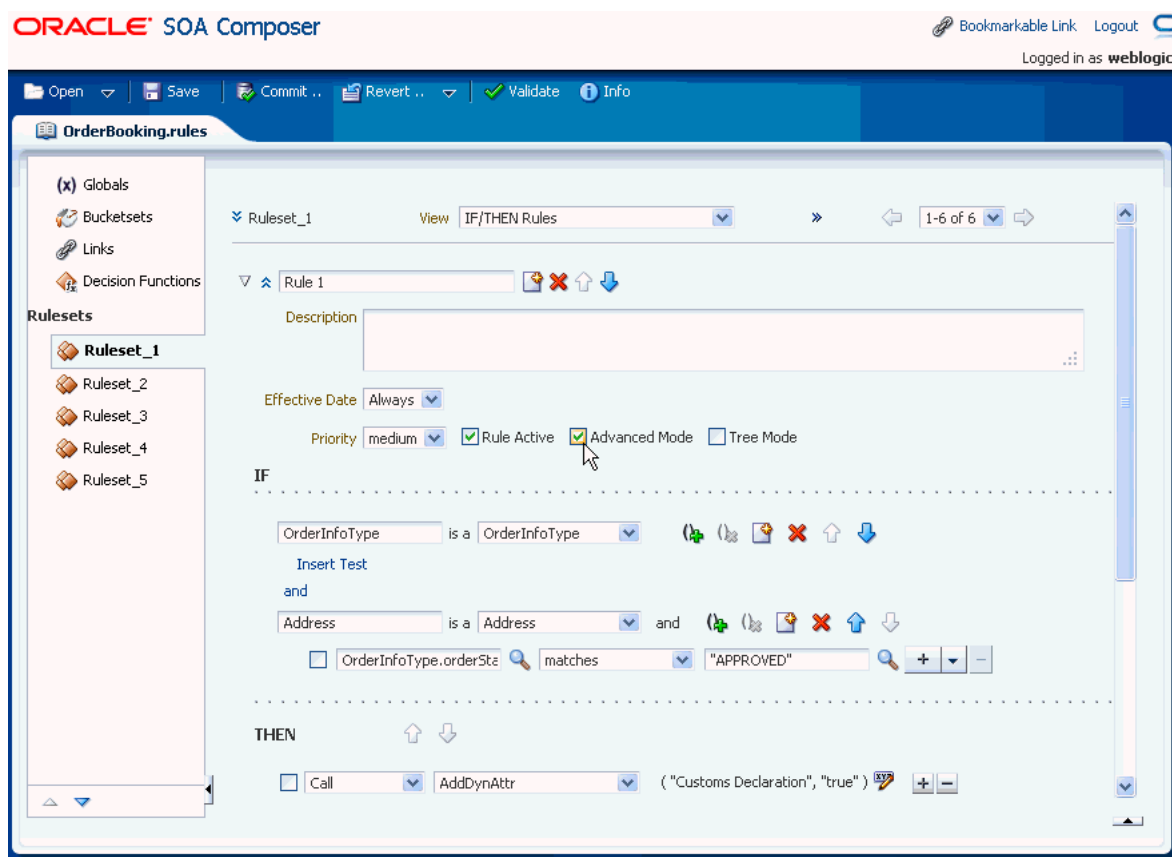 ORACLE SOA Composer
Bookmarkable Link Logout
Logged in as weblogic
Open Save Commit .. Revert .. Validate Info
OrderBooking.rules
(x) Globals
Bucketsets
Links
Decision Functions
Rulesets
Ruleset_1
Ruleset_2
Ruleset_3
Ruleset_4
Ruleset_5
Ruleset_1 View IF/THEN Rules 1-6 of 6
Rule 1
Description
Effective Date Always
Priority medium Rule Active Advanced Mode Tree Mode
IF
OrderInfoType is a OrderInfoType
Insert Test
and
Address is a Address and
OrderInfoType.orderSta matches "APPROVED"
THEN
Call AddDynAttr ( "Customs Declaration", "true" )